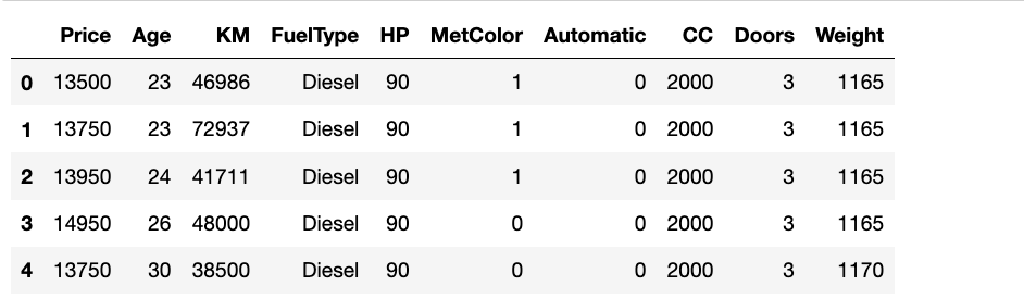 Price Age KM FuelType HP MetColor Automatic CC Doors Weight
0 13500 23 46986 Diesel 90 1 0 2000 3 1165
1 13750 23 72937 Diesel 90 1 0 2000 3 1165
2 13950 24 41711 Diesel 90 1 0 2000 3 1165
3 14950 26 48000 Diesel 90 0 0 2000 3 1165
4 13750 30 38500 Diesel 90 0 0 2000 3 1170